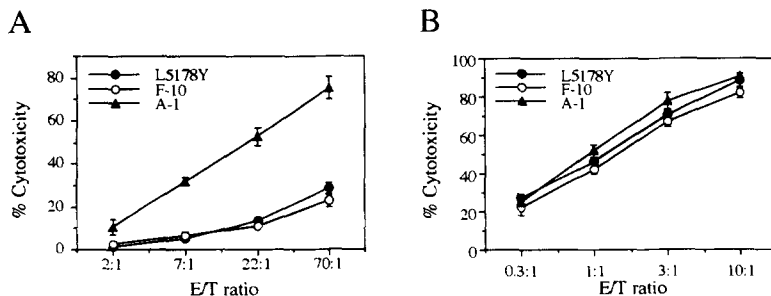 A
80
60
40
20
0
% Cytotoxicity
L5178Y
F-10
A-1
2:1 7:1 22:1 70:1
E/T ratio
B
100
80
60
40
20
0
% Cytotoxicity
L5178Y
F-10
A-1
0.3:1 1:1 3:1 10:1
E/T ratio